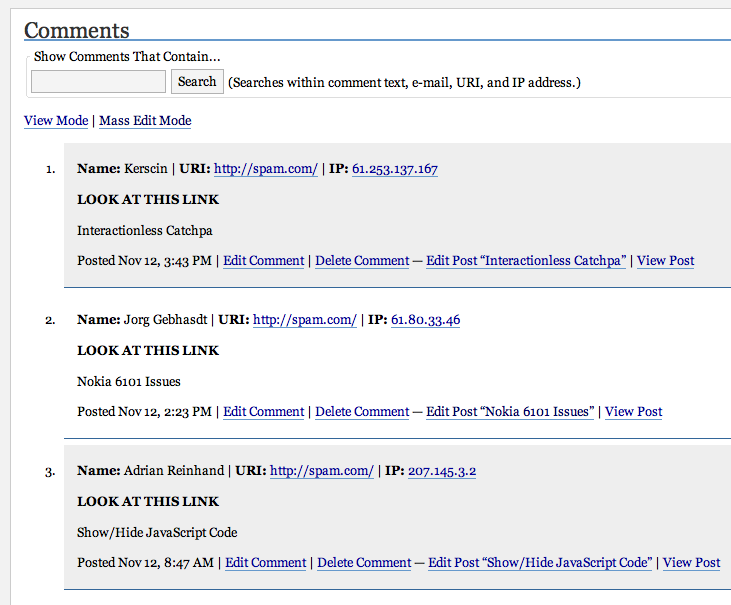 Comments
Show Comments That Contain...
Search (Searches within comment text, e-mail, URI, and IP address.)
View Mode | Mass Edit Mode
1. Name: Kerscin | URI: http://spam.com/ | IP: 61.253.137.167
LOOK AT THIS LINK
Interactionless Catchpa
Posted Nov 12, 3:43 PM | Edit Comment | Delete Comment — Edit Post “Interactionless Catchpa” | View Post
2. Name: Jorg Gebhasdt | URI: http://spam.com/ | IP: 61.80.33.46
LOOK AT THIS LINK
Nokia 6101 Issues
Posted Nov 12, 2:23 PM | Edit Comment | Delete Comment — Edit Post “Nokia 6101 Issues” | View Post
3. Name: Adrian Reinhand | URI: http://spam.com/ | IP: 207.145.3.2
LOOK AT THIS LINK
Show/Hide JavaScript Code
Posted Nov 12, 8:47 AM | Edit Comment | Delete Comment — Edit Post “Show/Hide JavaScript Code” | View Post